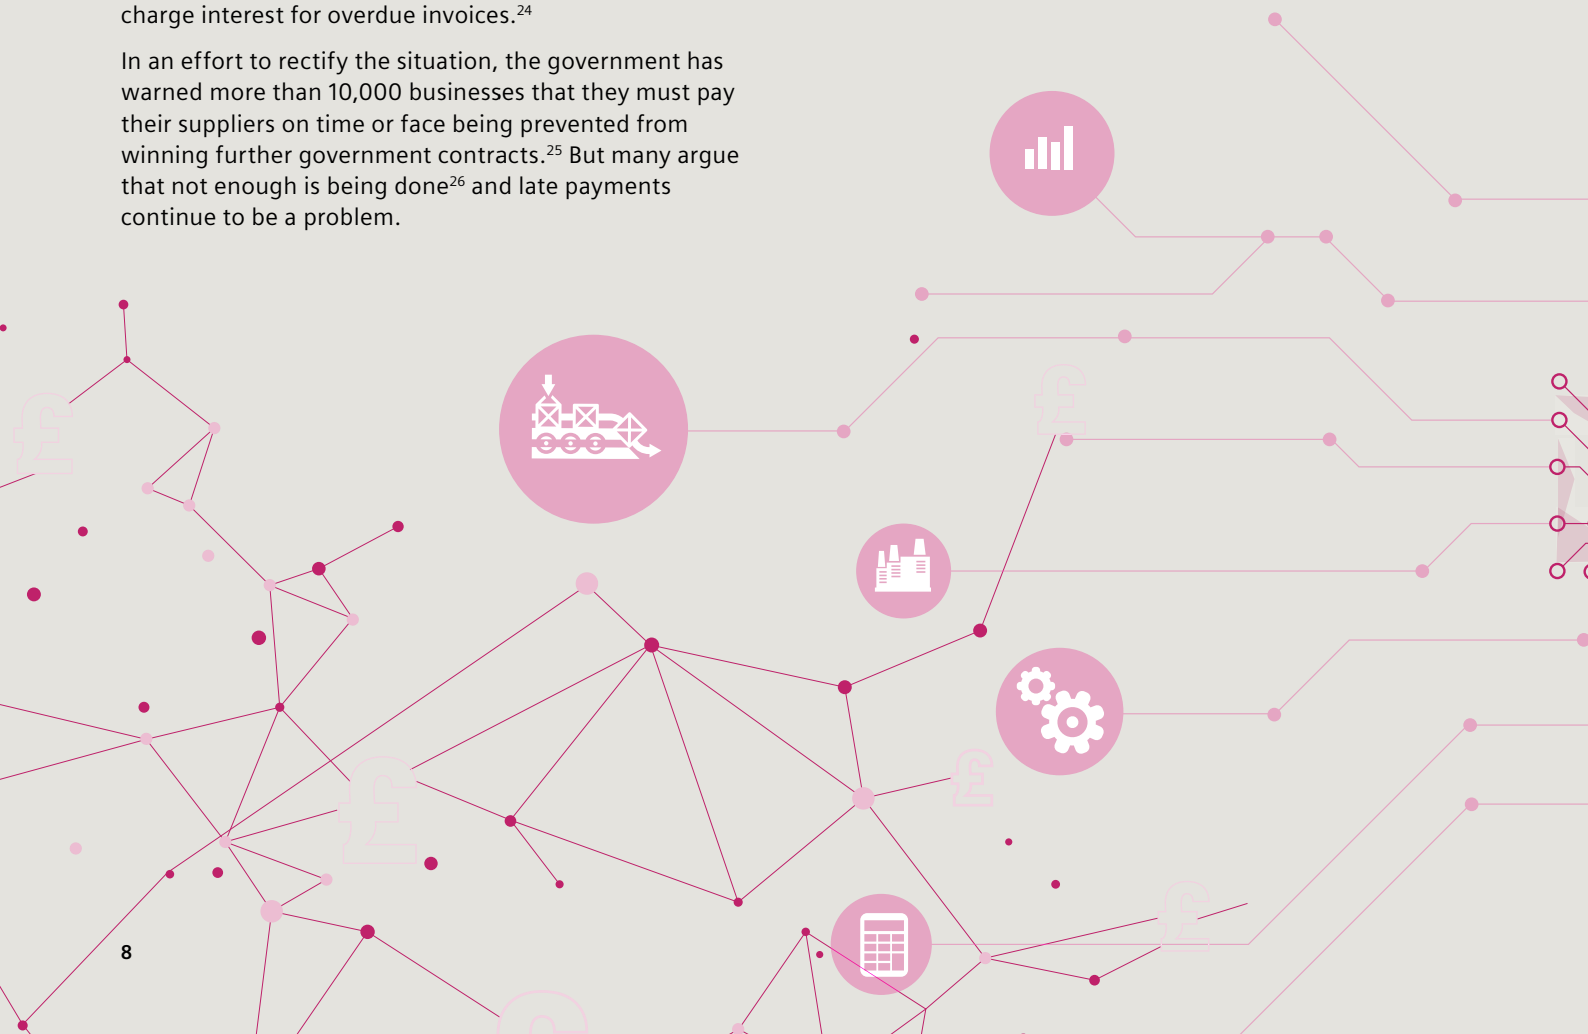 charge interest for overdue invoices.24
In an effort to rectify the situation, the government has
warned more than 10,000 businesses that they must pay
their suppliers on time or face being prevented from
winning further government contracts.25 But many argue
that not enough is being done26 and late payments
continue to be a problem.
£
£
£
£
£
8
£